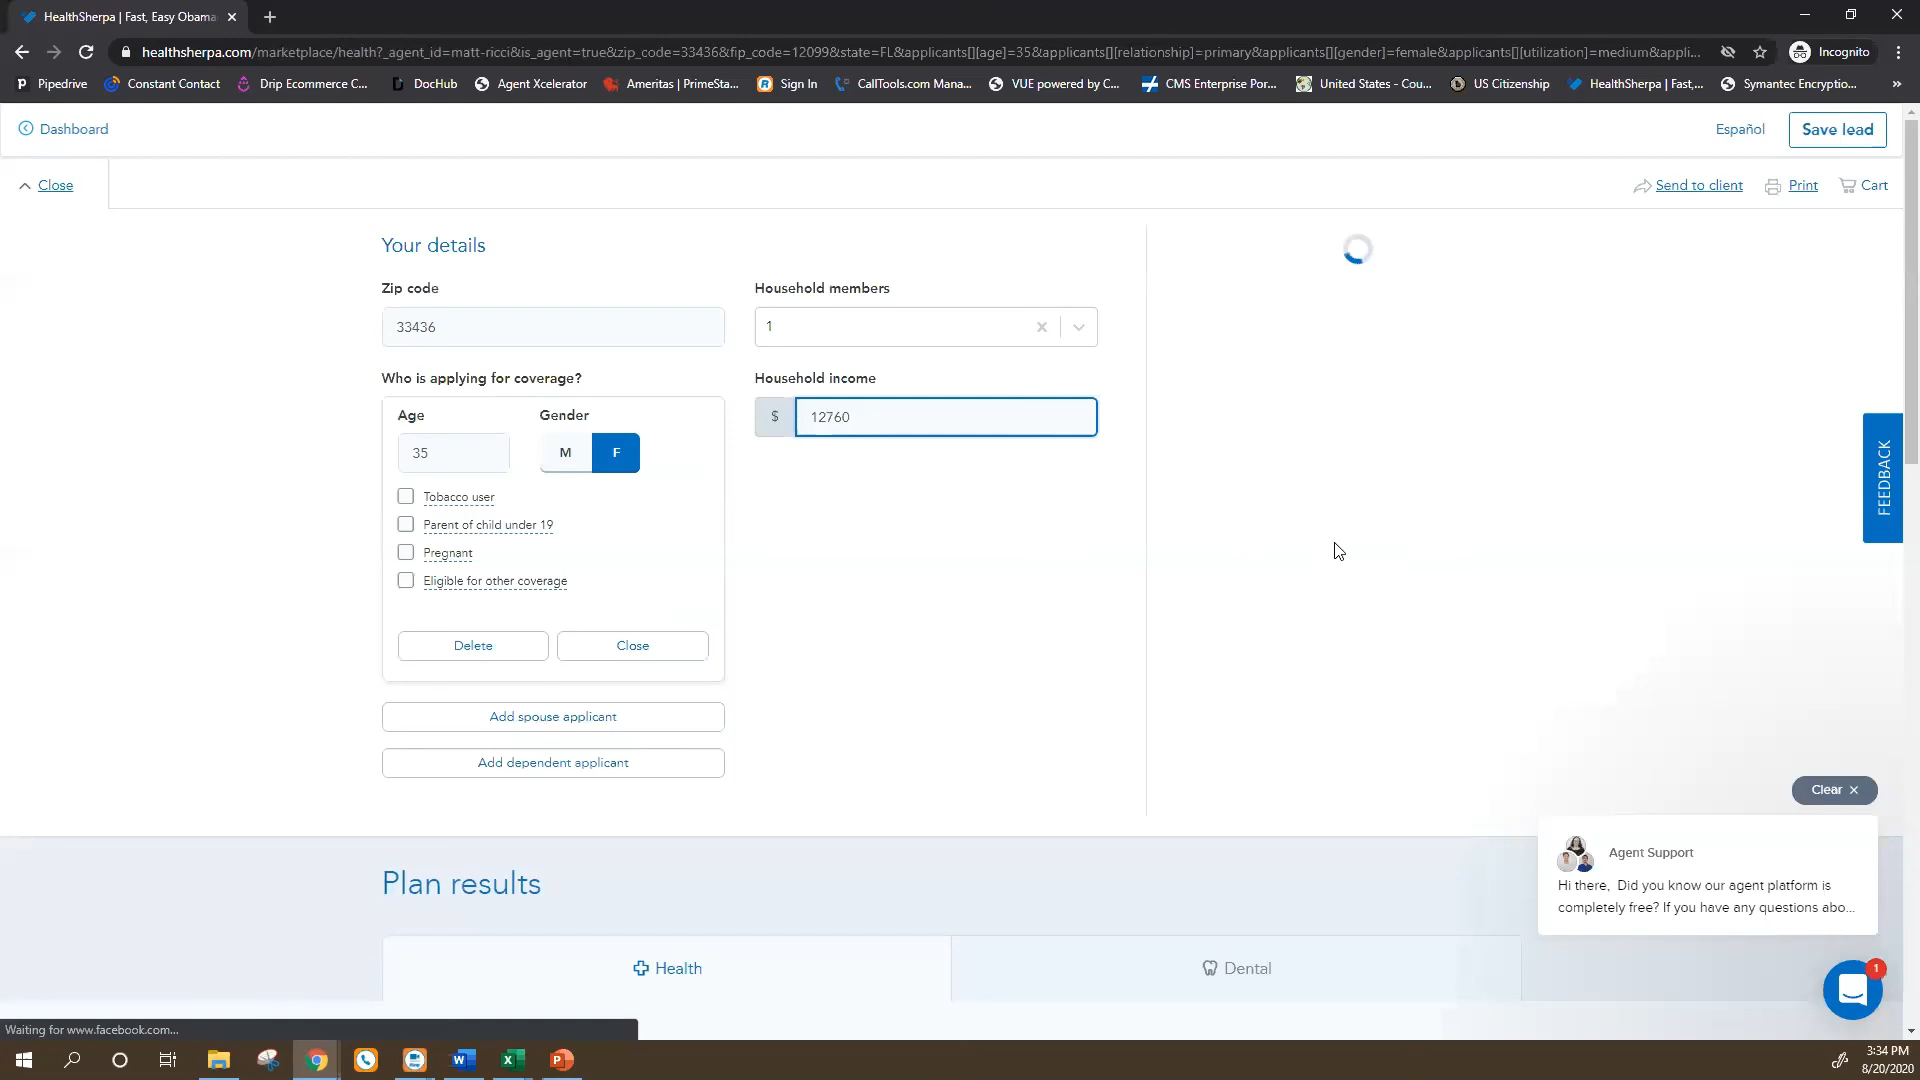 HealthSherpa | Fast, Easy Obama
healthsherpa.com/marketplace/health?_agent_id=matt-ricci&is_agent=true&zip_code=33436&fip_code=12099&state=FL&applicants[][age]=35&applicants[][relationship]=primary&applicants[][gender]=female&applicants[][utilization]=medium&appli...
Incognito
Pipedrive
Constant Contact
Drip Ecommerce C...
DocHub
Agent Xcelerator
Ameritas | PrimeSta...
Sign In
CallTools.com Mana...
VUE powered by C...
CMS Enterprise Por...
United States - Cou...
US Citizenship
HealthSherpa | Fast,...
Symantec Encryptio...
»
Dashboard
Español
Save lead
Close
Send to client
Print
Cart
Your details
Zip code
Household members
33436
1
Who is applying for coverage?
Household income
Age
Gender
$
12760
35
M
F
Tobacco user
Parent of child under 19
Pregnant
Eligible for other coverage
Delete
Close
Add spouse applicant
Add dependent applicant
FEEDBACK
Clear ×
Agent Support
Hi there, Did you know our agent platform is
completely free? If you have any questions abo...
Plan results
Health
Dental
1
Waiting for www.facebook.com...
3:34 PM
8/20/2020